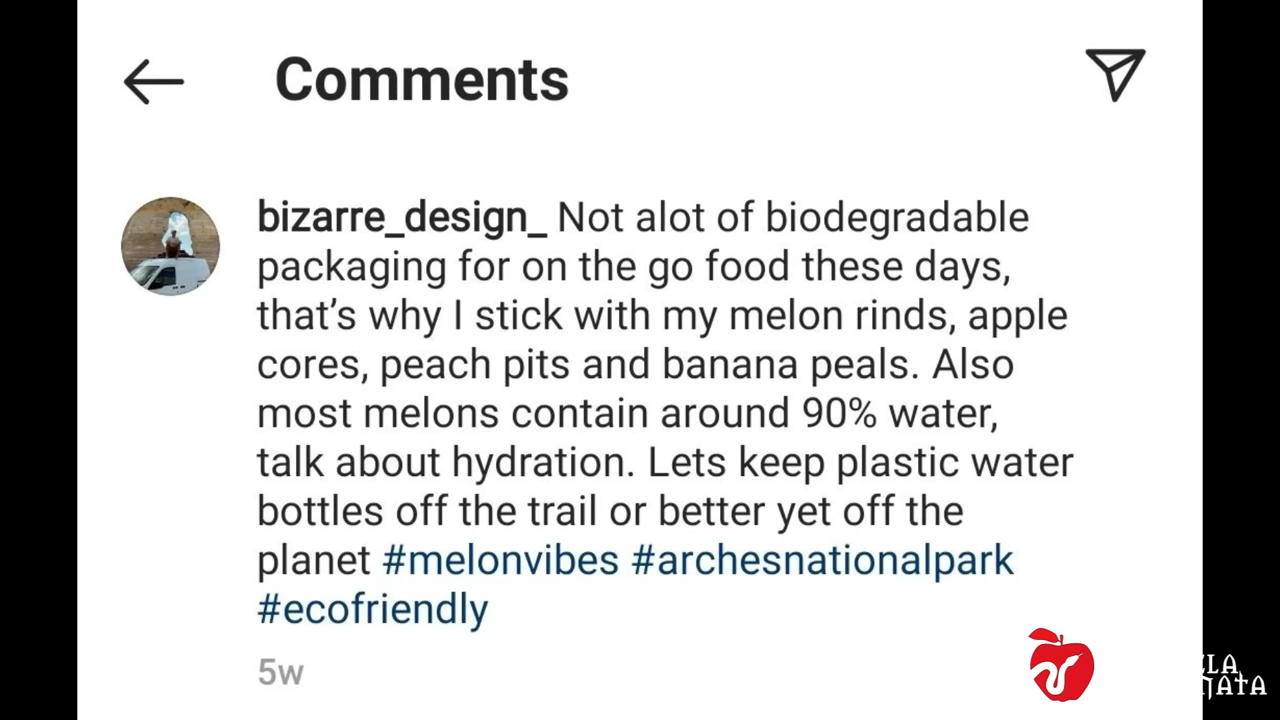 Comments
bizarre_design_ Not alot of biodegradable
packaging for on the go food these days,
that's why I stick with my melon rinds, apple
cores, peach pits and banana peals. Also
most melons contain around 90% water,
talk about hydration. Lets keep plastic water
bottles off the trail or better yet off the
planet #melonvibes #archesnationalpark
#ecofriendly
5w